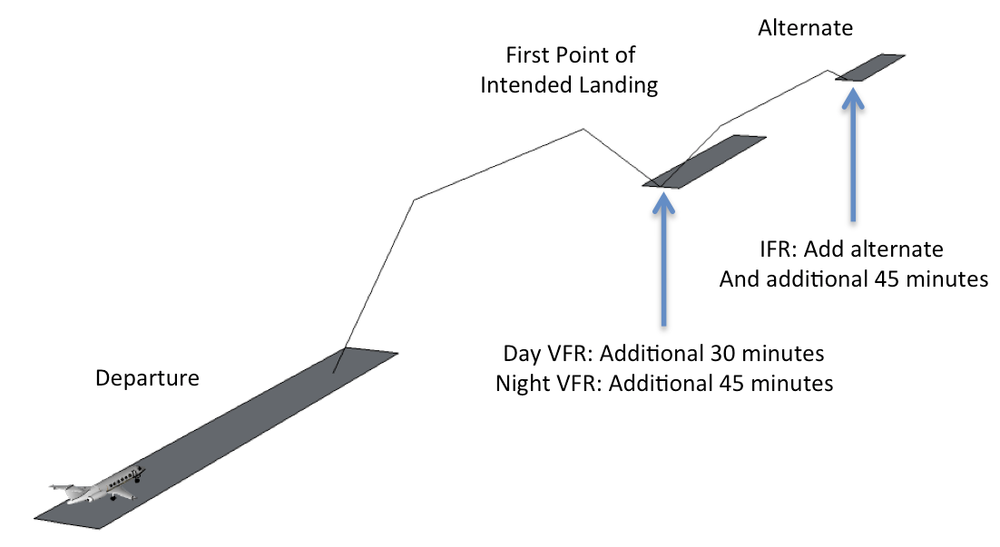 Alternate
First Point of
Intended Landing
IFR: Add alternate
And additional 45 minutes
Day VFR: Additional 30 minutes
Night VFR: Additional 45 minutes
Departure